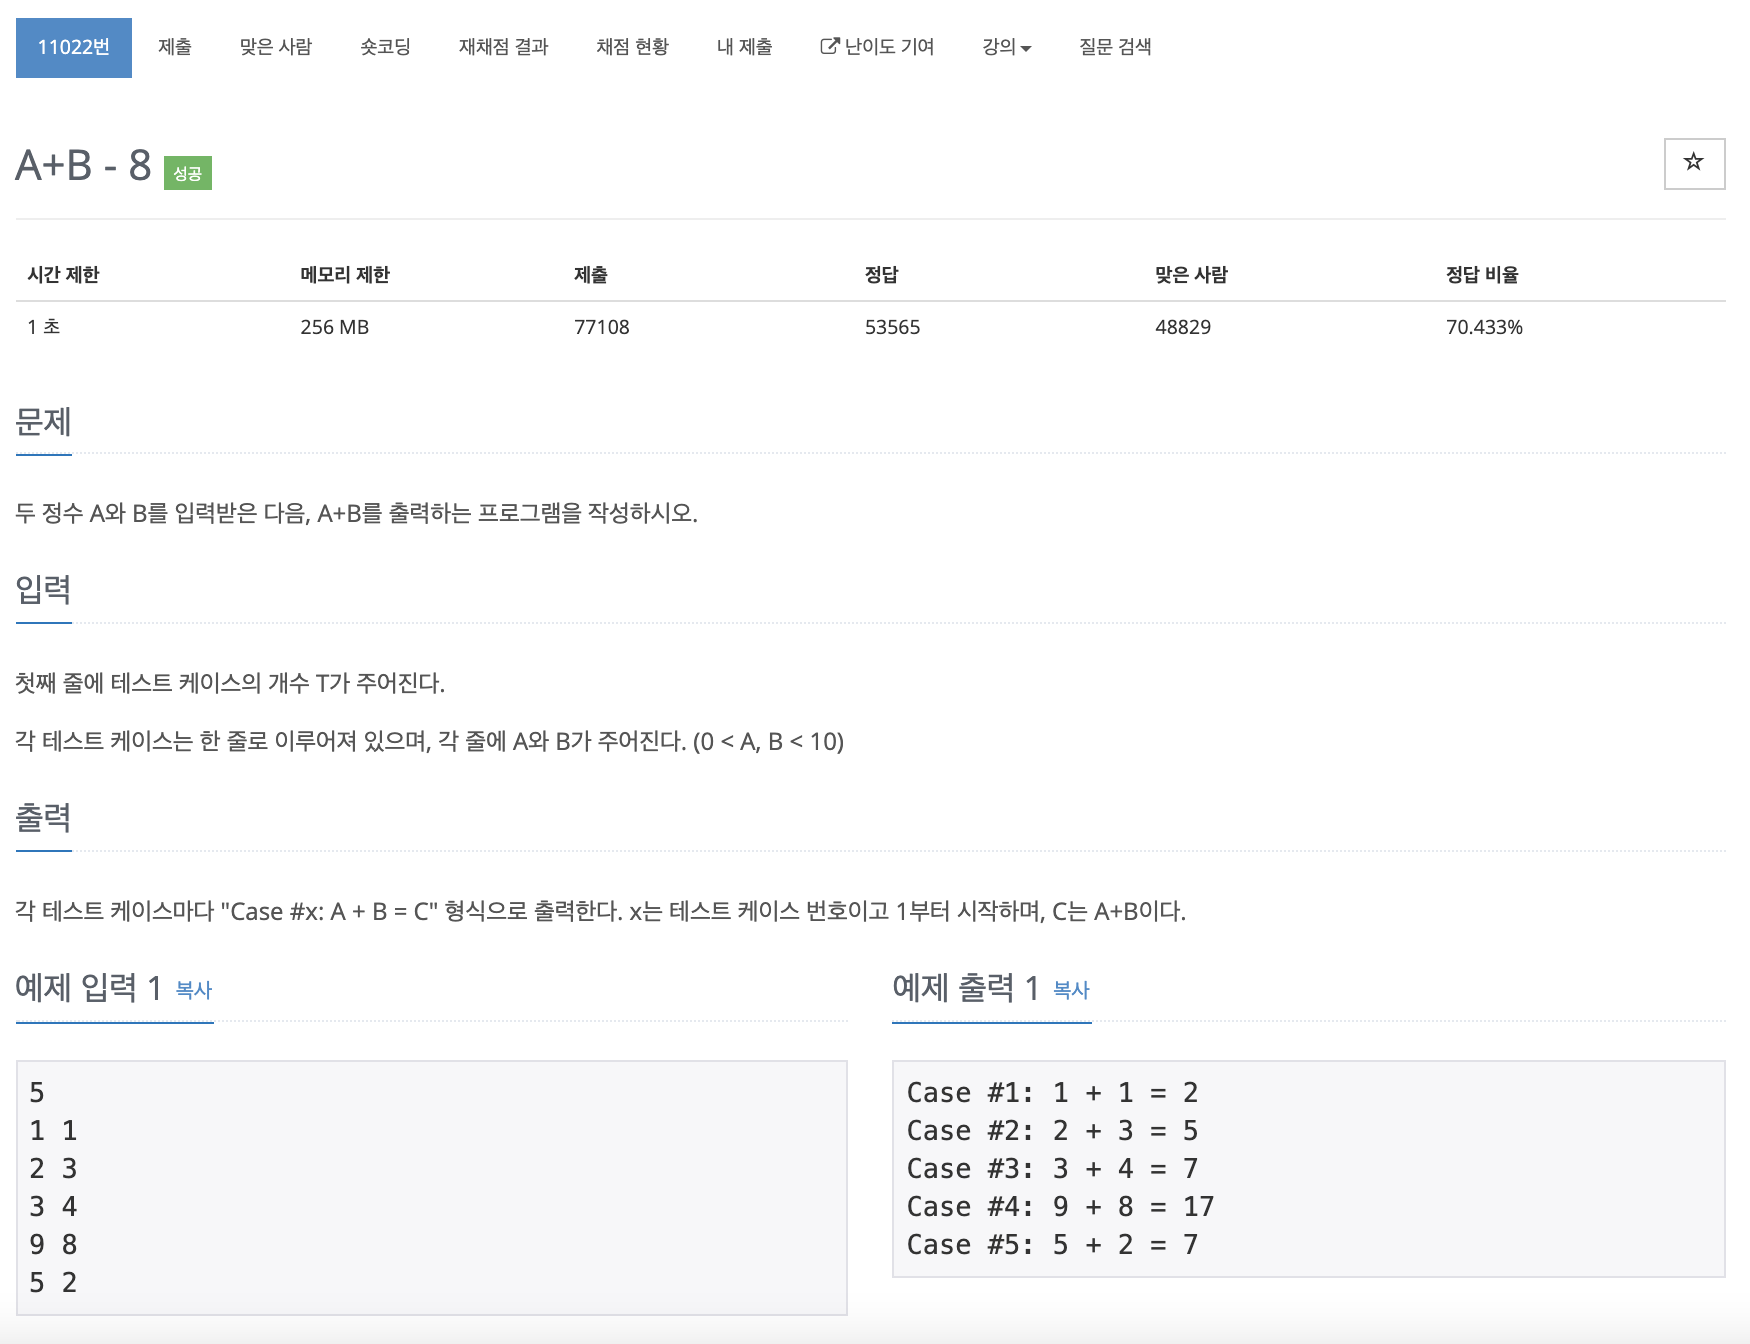 11022번 제출 맞은 사람 숏코딩 재채점 결과 채점 현황 내 제출 난이도 기여 강의 질문 검색
A+B - 8 성공
시간 제한 메모리 제한 제출 정답 맞은 사람 정답 비율
1 초 256 MB 77108 53565 48829 70.433%
문제
두 정수 A와 B를 입력받은 다음, A+B를 출력하는 프로그램을 작성하시오.
입력
첫째 줄에 테스트 케이스의 개수 T가 주어진다.
각 테스트 케이스는 한 줄로 이루어져 있으며, 각 줄에 A와 B가 주어진다. (0 < A, B < 10)
출력
각 테스트 케이스마다 "Case #x: A + B = C" 형식으로 출력한다. x는 테스트 케이스 번호이고 1부터 시작하며, C는 A+B이다.
예제 입력 1 복사
5
1 1
2 3
3 4
9 8
5 2
예제 출력 1 복사
Case #1: 1 + 1 = 2
Case #2: 2 + 3 = 5
Case #3: 3 + 4 = 7
Case #4: 9 + 8 = 17
Case #5: 5 + 2 = 7